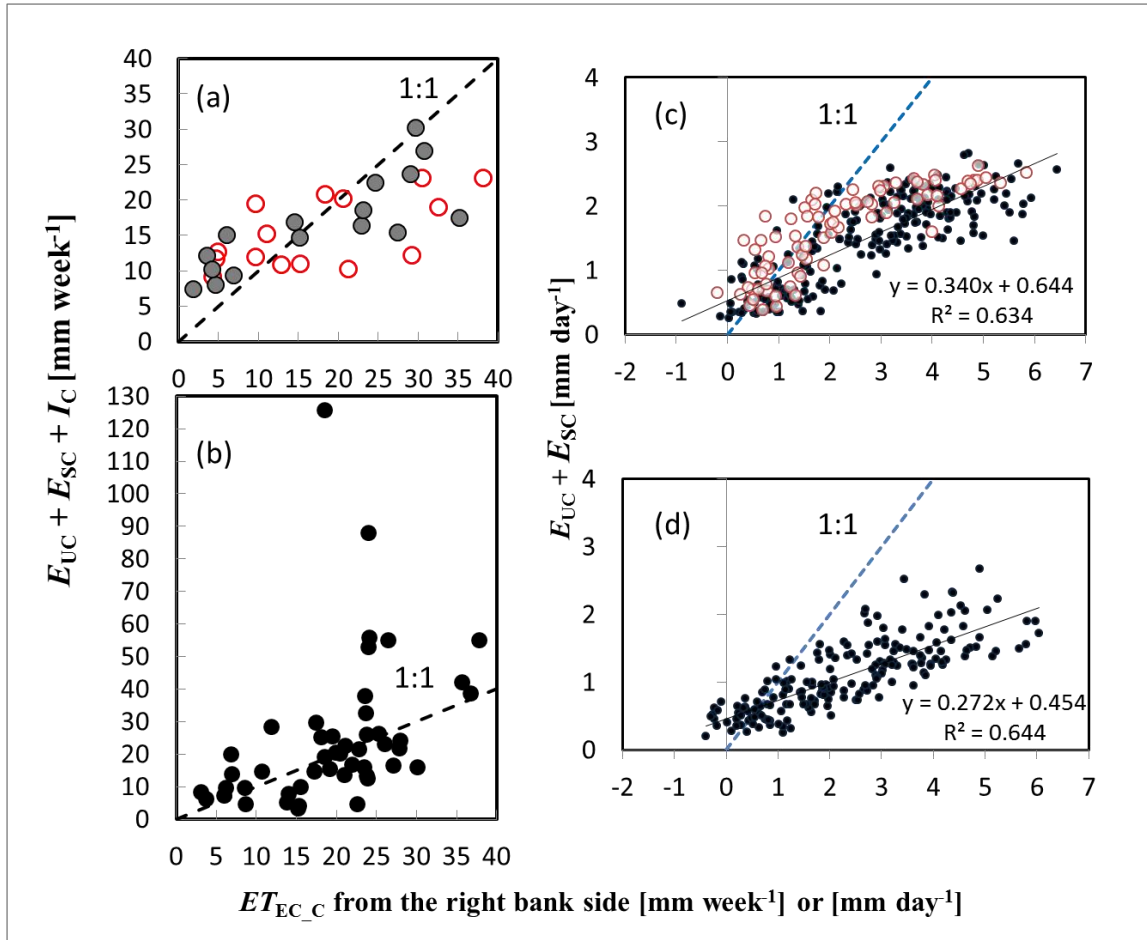 E_UC + E_SC + I_C [mm week⁻¹]
(a)
1:1
40
35
30
25
20
15
10
5
0
0 5 10 15 20 25 30 35 40
(b)
1:1
130
120
110
100
90
80
70
60
50
40
30
20
10
0
0 5 10 15 20 25 30 35 40
E_UC + E_SC [mm day⁻¹]
(c)
1:1
4
3
2
1
0
y = 0.340x + 0.644
R² = 0.634
-2 -1 0 1 2 3 4 5 6 7
(d)
1:1
4
3
2
1
0
y = 0.272x + 0.454
R² = 0.644
-2 -1 0 1 2 3 4 5 6 7
ET_EC_C from the right bank side [mm week⁻¹] or [mm day⁻¹]